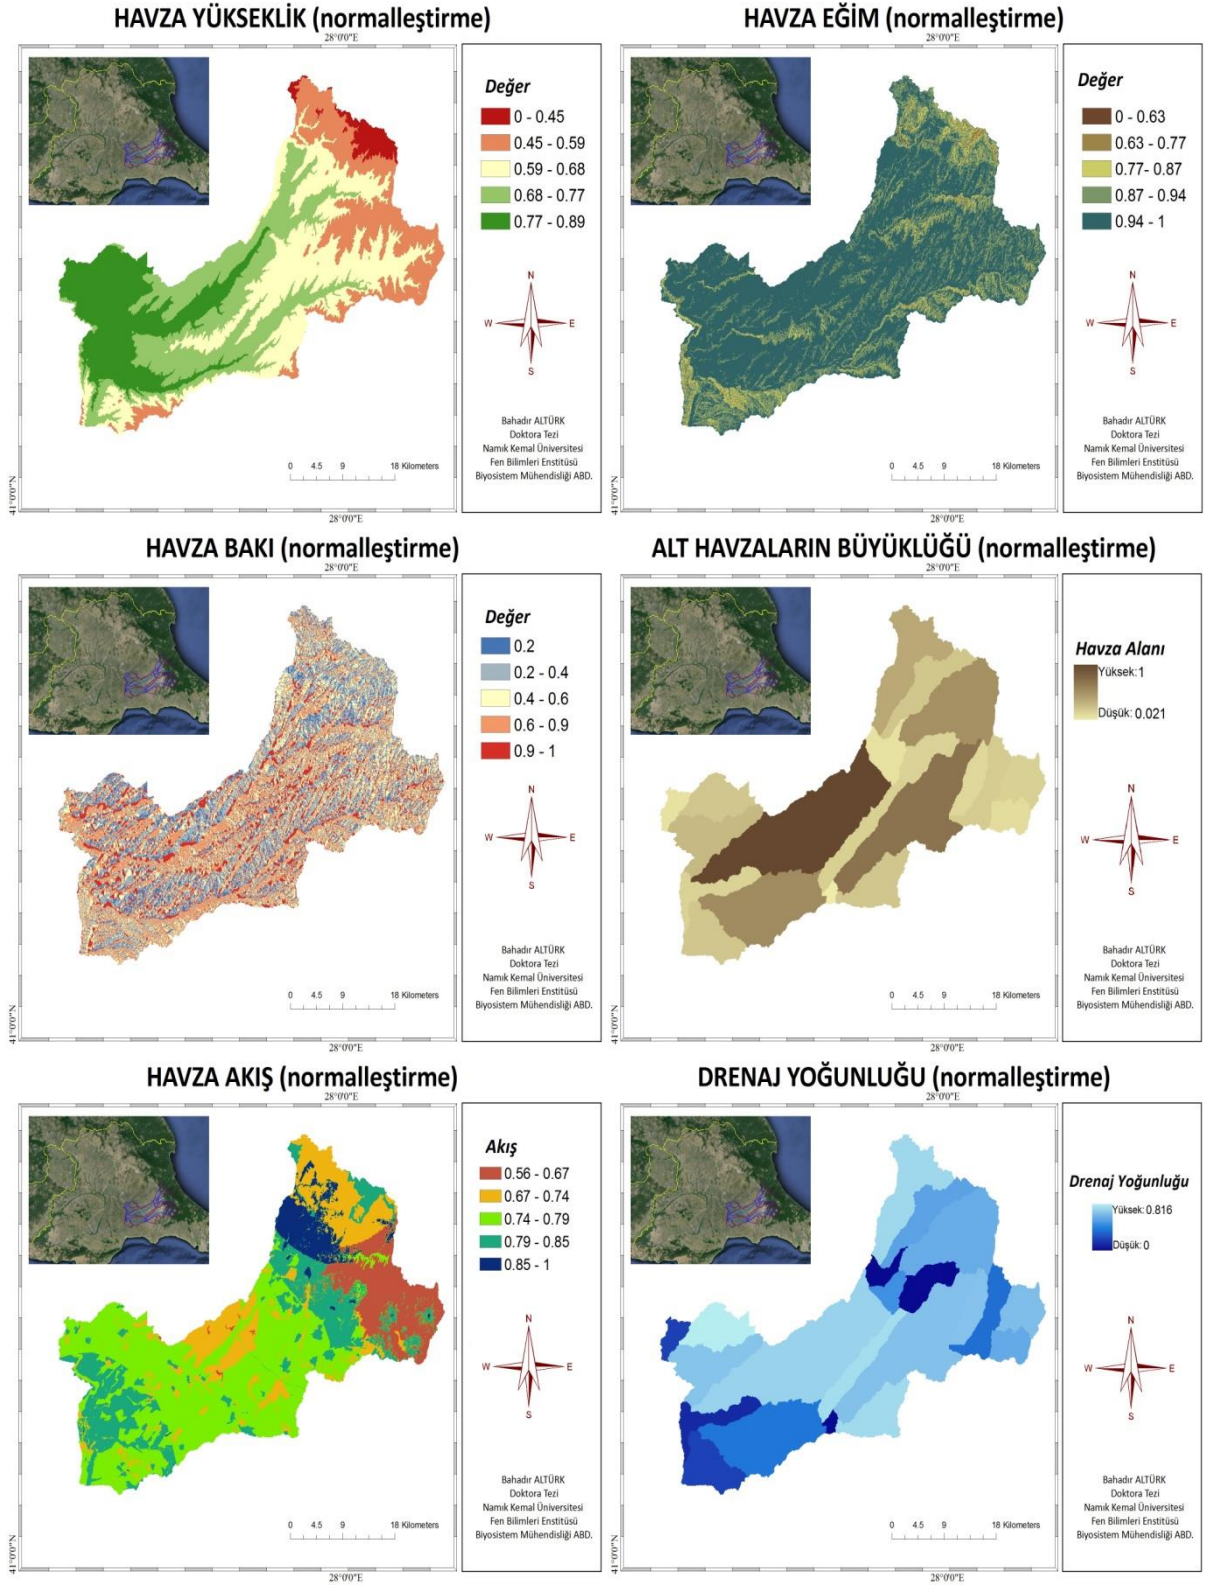 HAVZA YÜKSEKLİK (normalleştirme)
28°0'0"E
Değer
0 - 0.45
0.45 - 0.59
0.59 - 0.68
0.68 - 0.77
0.77 - 0.89
N
W E
S
Bahadır ALTÜRK
Doktora Tezi
Namık Kemal Üniversitesi
Fen Bilimleri Enstitüsü
Biyosistem Mühendisliği ABD.
0 4.5 9 18 Kilometers
41°0'0"N
28°0'0"E
HAVZA EĞİM (normalleştirme)
28°0'0"E
Değer
0 - 0.63
0.63 - 0.77
0.77- 0.87
0.87 - 0.94
0.94 - 1
N
W E
S
Bahadır ALTÜRK
Doktora Tezi
Namık Kemal Üniversitesi
Fen Bilimleri Enstitüsü
Biyosistem Mühendisliği ABD.
0 4.5 9 18 Kilometers
41°0'0"N
28°0'0"E
HAVZA BAKI (normalleştirme)
28°0'0"E
Değer
0.2
0.2 - 0.4
0.4 - 0.6
0.6 - 0.9
0.9 - 1
N
W E
S
Bahadır ALTÜRK
Doktora Tezi
Namık Kemal Üniversitesi
Fen Bilimleri Enstitüsü
Biyosistem Mühendisliği ABD.
0 4.5 9 18 Kilometers
41°0'0"N
28°0'0"E
ALT HAVZALARIN BÜYÜKLÜĞÜ (normalleştirme)
28°0'0"E
Havza Alanı
Yüksek: 1
Düşük: 0.021
N
W E
S
Bahadır ALTÜRK
Doktora Tezi
Namık Kemal Üniversitesi
Fen Bilimleri Enstitüsü
Biyosistem Mühendisliği ABD.
0 4.5 9 18 Kilometers
41°0'0"N
28°0'0"E
HAVZA AKIŞ (normalleştirme)
28°0'0"E
Akış
0.56 - 0.67
0.67 - 0.74
0.74 - 0.79
0.79 - 0.85
0.85 - 1
N
W E
S
Bahadır ALTÜRK
Doktora Tezi
Namık Kemal Üniversitesi
Fen Bilimleri Enstitüsü
Biyosistem Mühendisliği ABD.
0 4.5 9 18 Kilometers
41°0'0"N
28°0'0"E
DRENAJ YOĞUNLUĞU (normalleştirme)
28°0'0"E
Drenaj Yoğunluğu
Yüksek: 0.816
Düşük: 0
N
W E
S
Bahadır ALTÜRK
Doktora Tezi
Namık Kemal Üniversitesi
Fen Bilimleri Enstitüsü
Biyosistem Mühendisliği ABD.
0 4.5 9 18 Kilometers
41°0'0"N
28°0'0"E